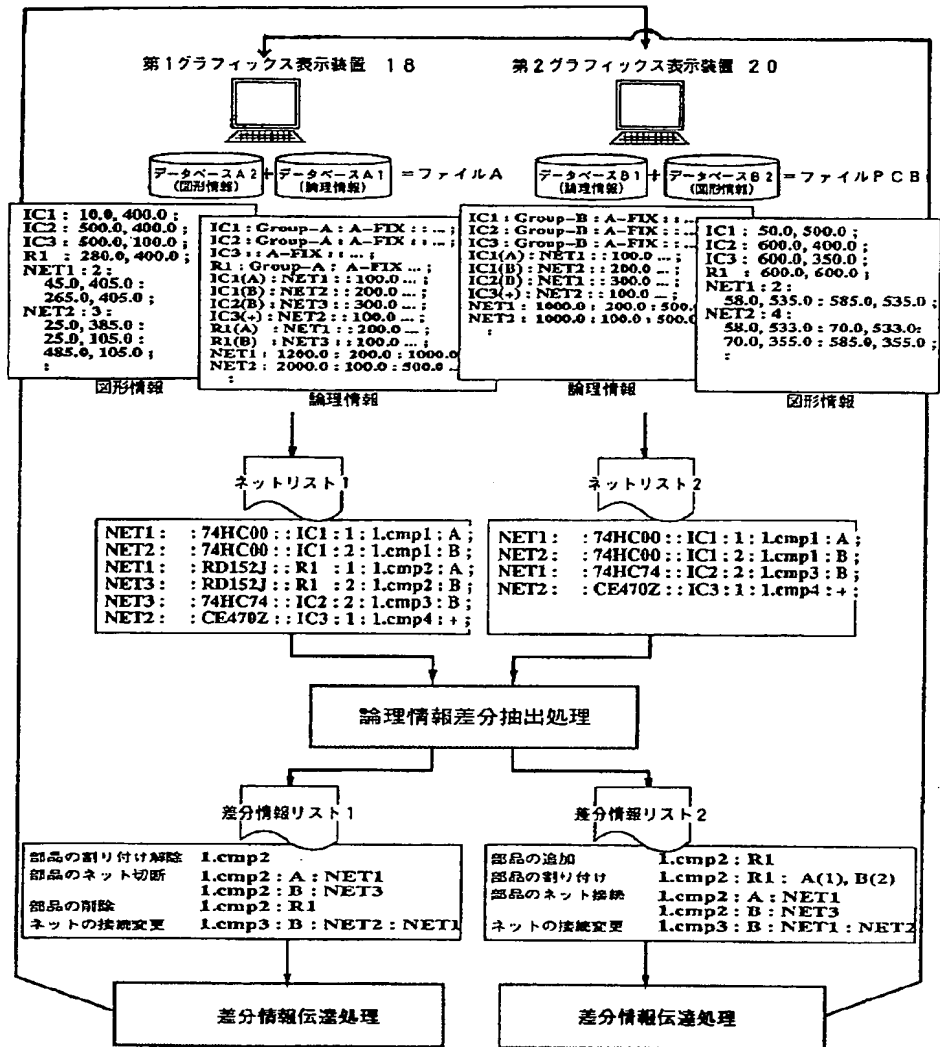 第1グラフィックス表示装置 18
第2グラフィックス表示装置 20
データベースA2
(図形情報)
+
データベースA1
(論理情報)
=ファイルA
データベースB1
(論理情報)
+
データベースB2
(図形情報)
=ファイルPCB
IC1 : 10.0, 400.0 ;
IC2 : 500.0, 400.0 ;
IC3 : 500.0, 100.0 ;
R1 : 280.0, 400.0 ;
NET1 : 2 :
45.0, 405.0 :
265.0, 405.0 ;
NET2 : 3 :
25.0, 385.0 :
25.0, 105.0 :
485.0, 105.0 ;
:
図形情報
IC1 : Group-A : A-FIX : : ... ;
IC2 : Group-A : A-FIX : : ... ;
IC3 : : A-FIX : : ... ;
R1 : Group-A : A-FIX ... ;
IC1(A) : NET1 : : 100.0 ... ;
IC1(B) : NET2 : : 200.0 ... ;
IC2(B) : NET3 : : 300.0 ... ;
IC3(+) : NET2 : : 100.0 ... ;
R1(A) : NET1 : : 200.0 ... ;
R1(B) : NET3 : : 100.0 ... ;
NET1 : 1200.0 : 200.0 : 1000.0
NET2 : 2000.0 : 100.0 : 500.0 ...
:
論理情報
IC1 : Group-B : A-FIX : : ... ;
IC2 : Group-B : A-FIX : : ... ;
IC3 : Group-B : A-FIX : : ... ;
IC1(A) : NET1 : : 100.0 ... ;
IC1(B) : NET2 : : 200.0 ... ;
IC2(B) : NET1 : : 300.0 ... ;
IC3(+) : NET2 : : 100.0 ... ;
NET1 : 1000.0 : 200.0 : 500.0
NET2 : 1000.0 : 100.0 : 500.0
:
論理情報
IC1 : 50.0, 500.0 ;
IC2 : 600.0, 400.0 ;
IC3 : 600.0, 350.0 ;
R1 : 600.0, 600.0 ;
NET1 : 2 :
58.0, 535.0 : 585.0, 535.0 ;
NET2 : 4 :
58.0, 533.0 : 70.0, 533.0 :
70.0, 355.0 : 585.0, 355.0 ;
:
図形情報
ネットリスト1
NET1 : : 74HC00 : : IC1 : 1 : 1.cmp1 : A ;
NET2 : : 74HC00 : : IC1 : 2 : 1.cmp1 : B ;
NET1 : : RD152J : : R1 : 1 : 1.cmp2 : A ;
NET3 : : RD152J : : R1 : 2 : 1.cmp2 : B ;
NET3 : : 74HC74 : : IC2 : 2 : 1.cmp3 : B ;
NET2 : : CE470Z : : IC3 : 1 : 1.cmp4 : + ;
ネットリスト2
NET1 : : 74HC00 : : IC1 : 1 : 1.cmp1 : A ;
NET2 : : 74HC00 : : IC1 : 2 : 1.cmp1 : B ;
NET1 : : 74HC74 : : IC2 : 2 : 1.cmp3 : B ;
NET2 : : CE470Z : : IC3 : 1 : 1.cmp4 : + ;
論理情報差分抽出処理
差分情報リスト1
部品の割り付け解除 1.cmp2
部品のネット切断 1.cmp2 : A : NET1
1.cmp2 : B : NET3
部品の削除 1.cmp2 : R1
ネットの接続変更 1.cmp3 : B : NET2 : NET1
差分情報リスト2
部品の追加 1.cmp2 : R1
部品の割り付け 1.cmp2 : R1 : A(1), B(2)
部品のネット接続 1.cmp2 : A : NET1
1.cmp2 : B : NET3
ネットの接続変更 1.cmp3 : B : NET1 : NET2
差分情報伝達処理
差分情報伝達処理